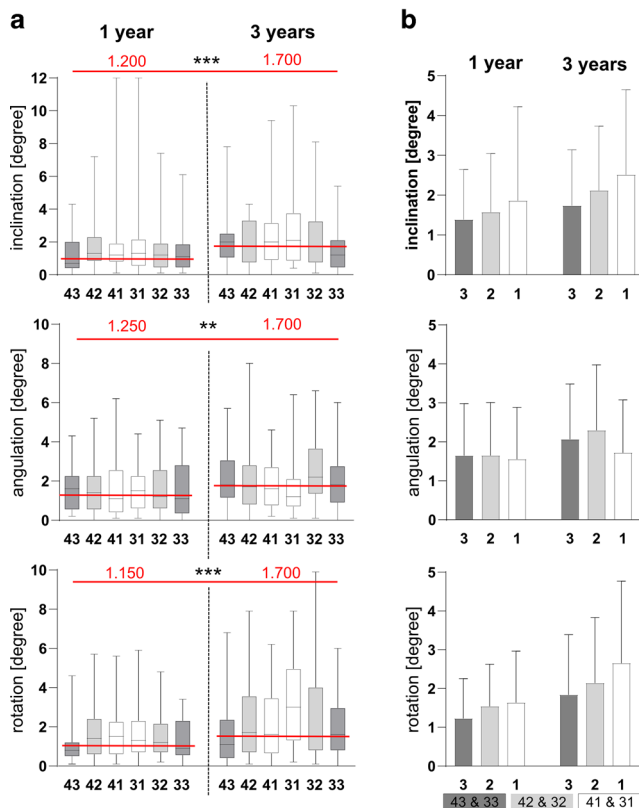 a
b
1 year
3 years
1.200
***
1.700
inclination [degree]
12
10
8
6
4
2
0
43 42 41 31 32 33
43 42 41 31 32 33
1 year
3 years
inclination [degree]
5
4
3
2
1
0
3 2 1
3 2 1
1.250
**
1.700
angulation [degree]
10
8
6
4
2
0
43 42 41 31 32 33
43 42 41 31 32 33
angulation [degree]
5
4
3
2
1
0
3 2 1
3 2 1
1.150
***
1.700
rotation [degree]
10
8
6
4
2
0
43 42 41 31 32 33
43 42 41 31 32 33
rotation [degree]
5
4
3
2
1
0
3 2 1
3 2 1
43 & 33
42 & 32
41 & 31